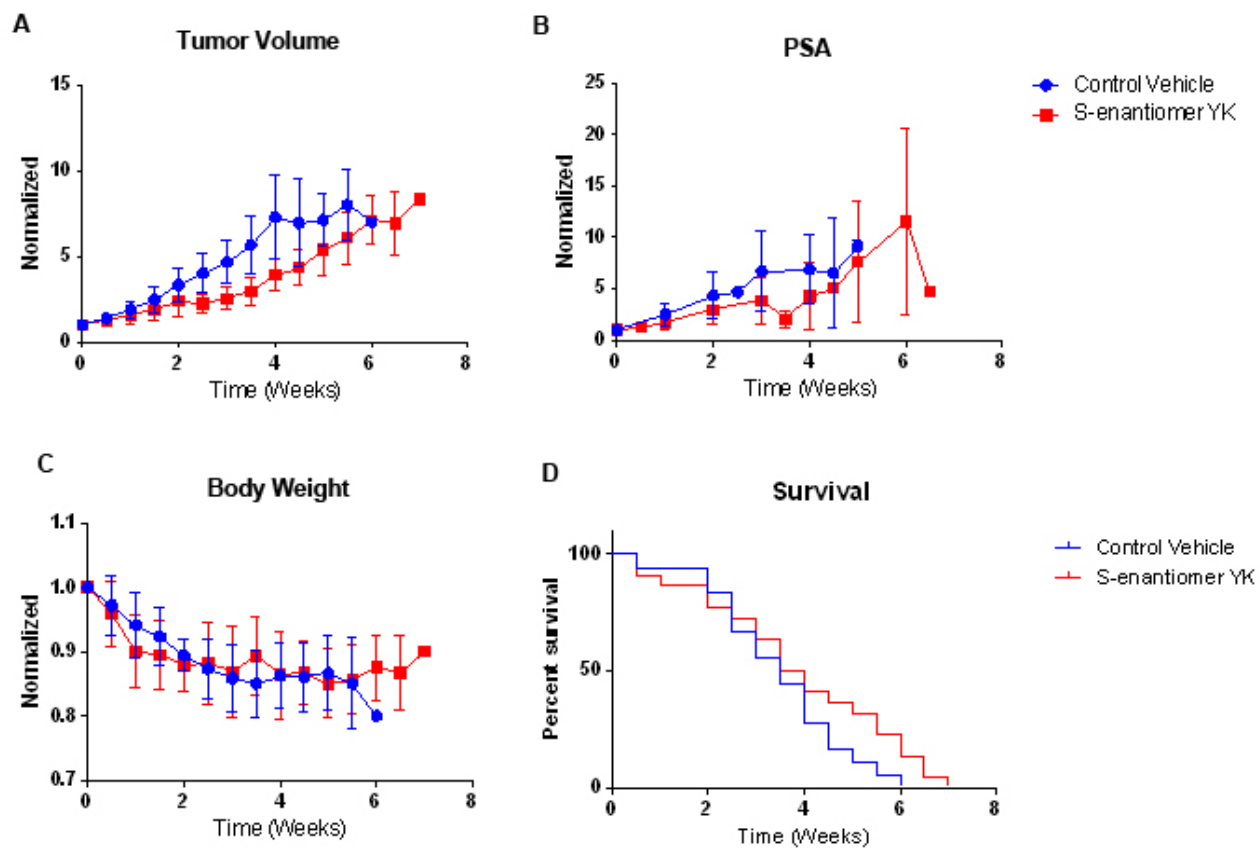 A
Tumor Volume
15
10
5
0
Normalized
0 2 4 6 8
Time (Weeks)
B
PSA
25
20
15
10
5
0
Normalized
0 2 4 6 8
Time (Weeks)
Control Vehicle
S-enantiomer YK
C
Body Weight
1.1
1.0
0.9
0.8
0.7
Normalized
0 2 4 6 8
Time (Weeks)
D
Survival
100
50
0
Percent survival
0 2 4 6 8
Time (Weeks)
Control Vehicle
S-enantiomer YK